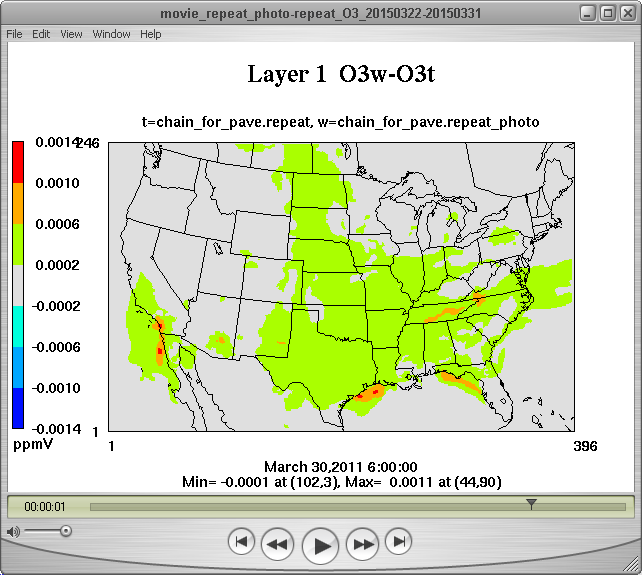 movie_repeat_photo-repeat_O3_20150322-20150331
File Edit View Window Help
Layer 1 O3w-O3t
t=chain_for_pave.repeat, w=chain_for_pave.repeat_photo
0.0014
246
0.0010
0.0006
0.0002
-0.0002
-0.0006
-0.0010
-0.0014
1
ppmV
1
396
March 30,2011 6:00:00
Min= -0.0001 at (102,3), Max= 0.0011 at (44,90)
00:00:01